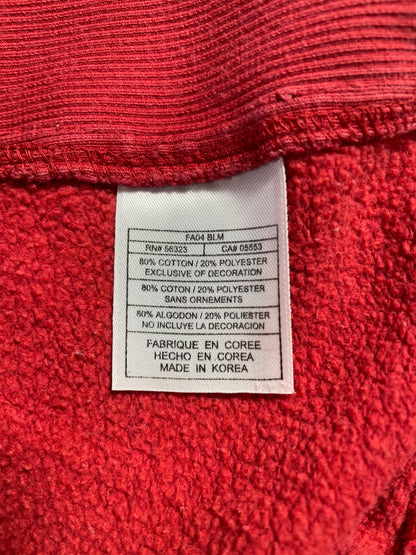 FA04 BLM
RN# 56323 CA# 05553
80% COTTON / 20% POLYESTER
EXCLUSIVE OF DECORATION
80% COTON / 20% POLYESTER
SANS ORNEMENTS
80% ALGODON / 20% POLIESTER
NO INCLUYE LA DECORACION
FABRIQUE EN COREE
HECHO EN COREA
MADE IN KOREA